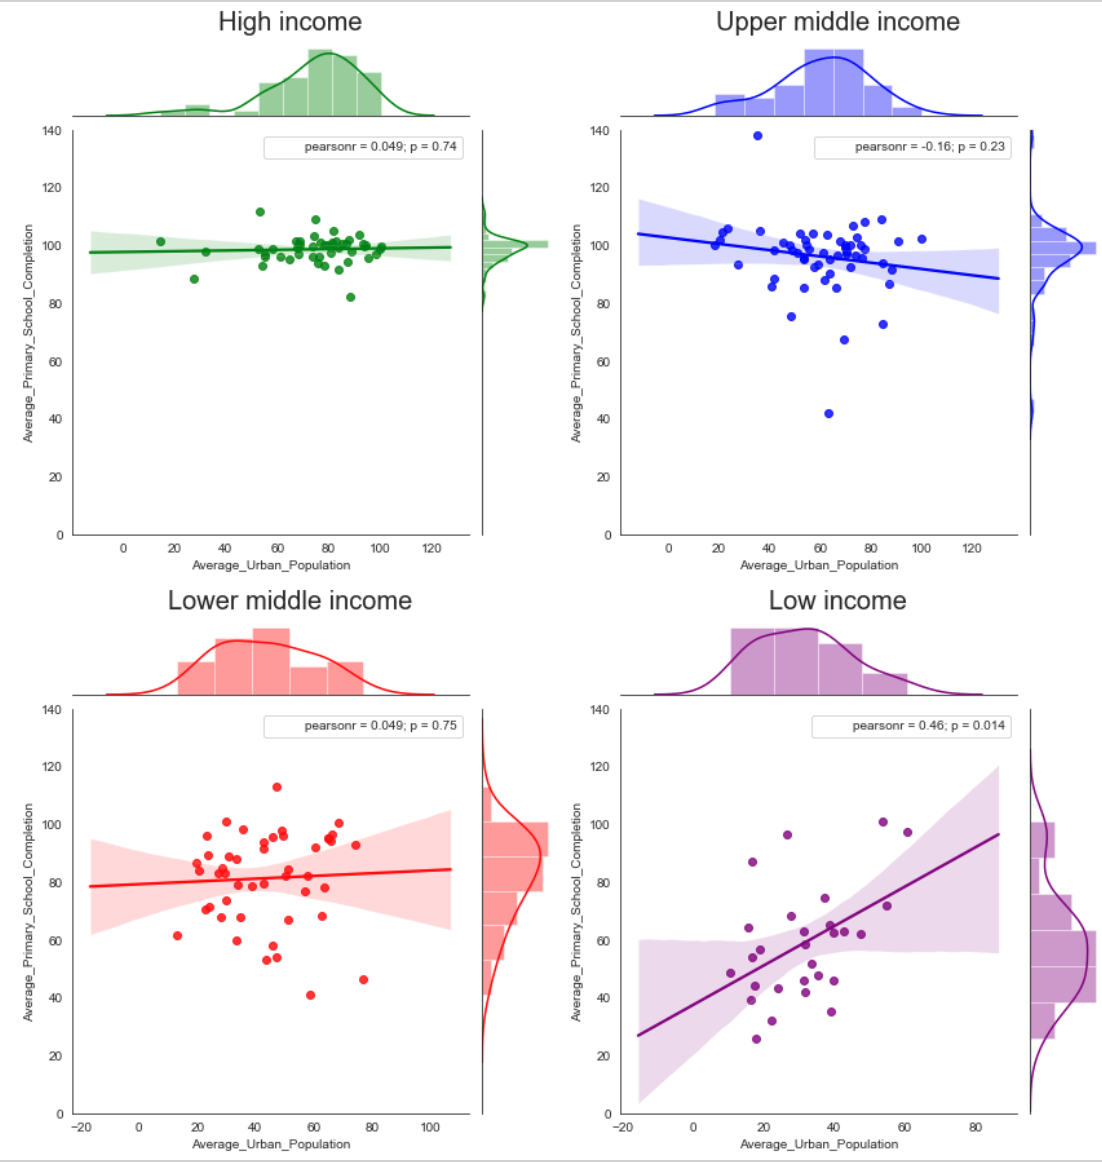 High income
Upper middle income
pearsonr = 0.049; p = 0.74
pearsonr = -0.16; p = 0.23
140
120
100
80
60
40
20
0
Average_Primary_School_Completion
0 20 40 60 80 100 120
Average_Urban_Population
140
120
100
80
60
40
20
0
Average_Primary_School_Completion
0 20 40 60 80 100 120
Average_Urban_Population
Lower middle income
Low income
pearsonr = 0.049; p = 0.75
pearsonr = 0.46; p = 0.014
140
120
100
80
60
40
20
0
Average_Primary_School_Completion
−20 0 20 40 60 80 100
Average_Urban_Population
140
120
100
80
60
40
20
0
Average_Primary_School_Completion
−20 0 20 40 60 80
Average_Urban_Population